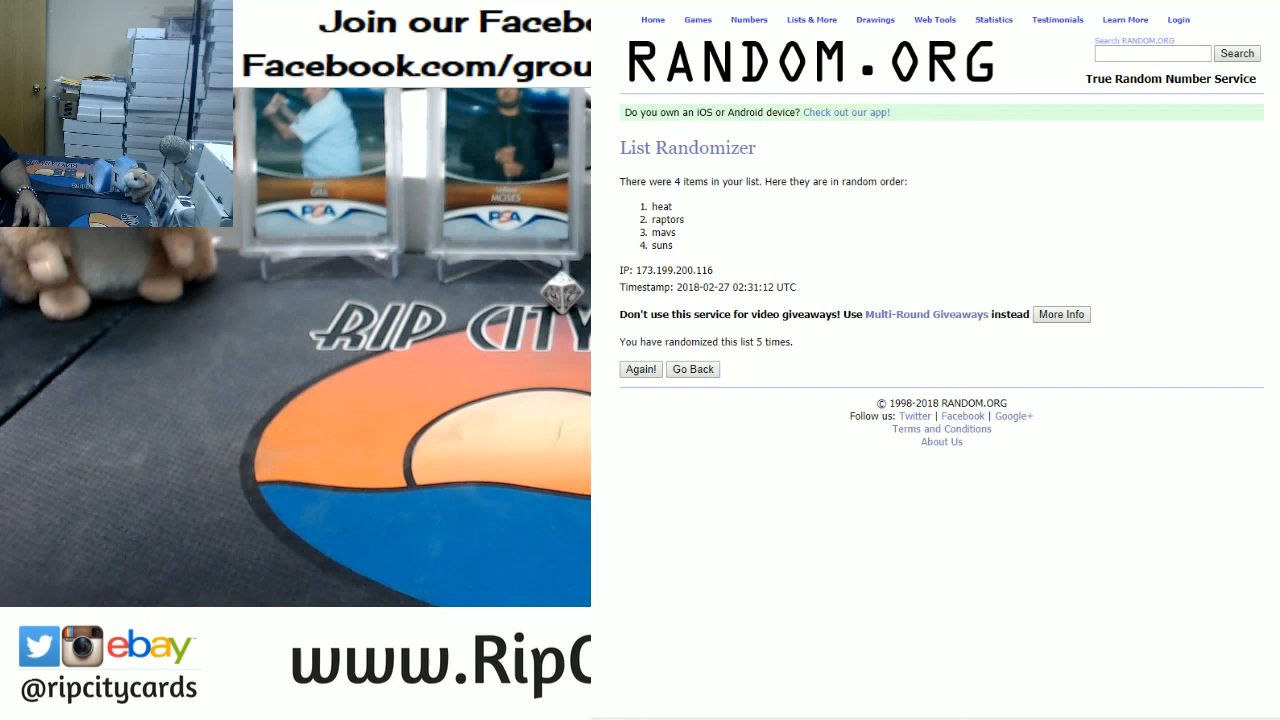 Join our Facebo
Facebook.com/grou
GILL
PSA
MOISES
PSA
RIP CITY
www.RipC
ebay
@ripcitycards
Home Games Numbers Lists & More Drawings Web Tools Statistics Testimonials Learn More Login
RANDOM.ORG
Search RANDOM.ORG
Search
True Random Number Service
Do you own an iOS or Android device? Check out our app!
List Randomizer
There were 4 items in your list. Here they are in random order:
1. heat
2. raptors
3. mavs
4. suns
IP: 173.199.200.116
Timestamp: 2018-02-27 02:31:12 UTC
Don't use this service for video giveaways! Use Multi-Round Giveaways instead More Info
You have randomized this list 5 times.
Again! Go Back
© 1998-2018 RANDOM.ORG
Follow us: Twitter | Facebook | Google+
Terms and Conditions
About Us